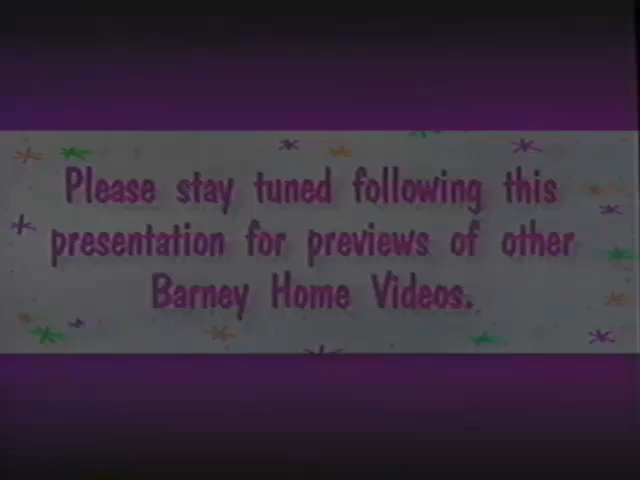 Please stay tuned following this
presentation for previews of other
Barney Home Videos.